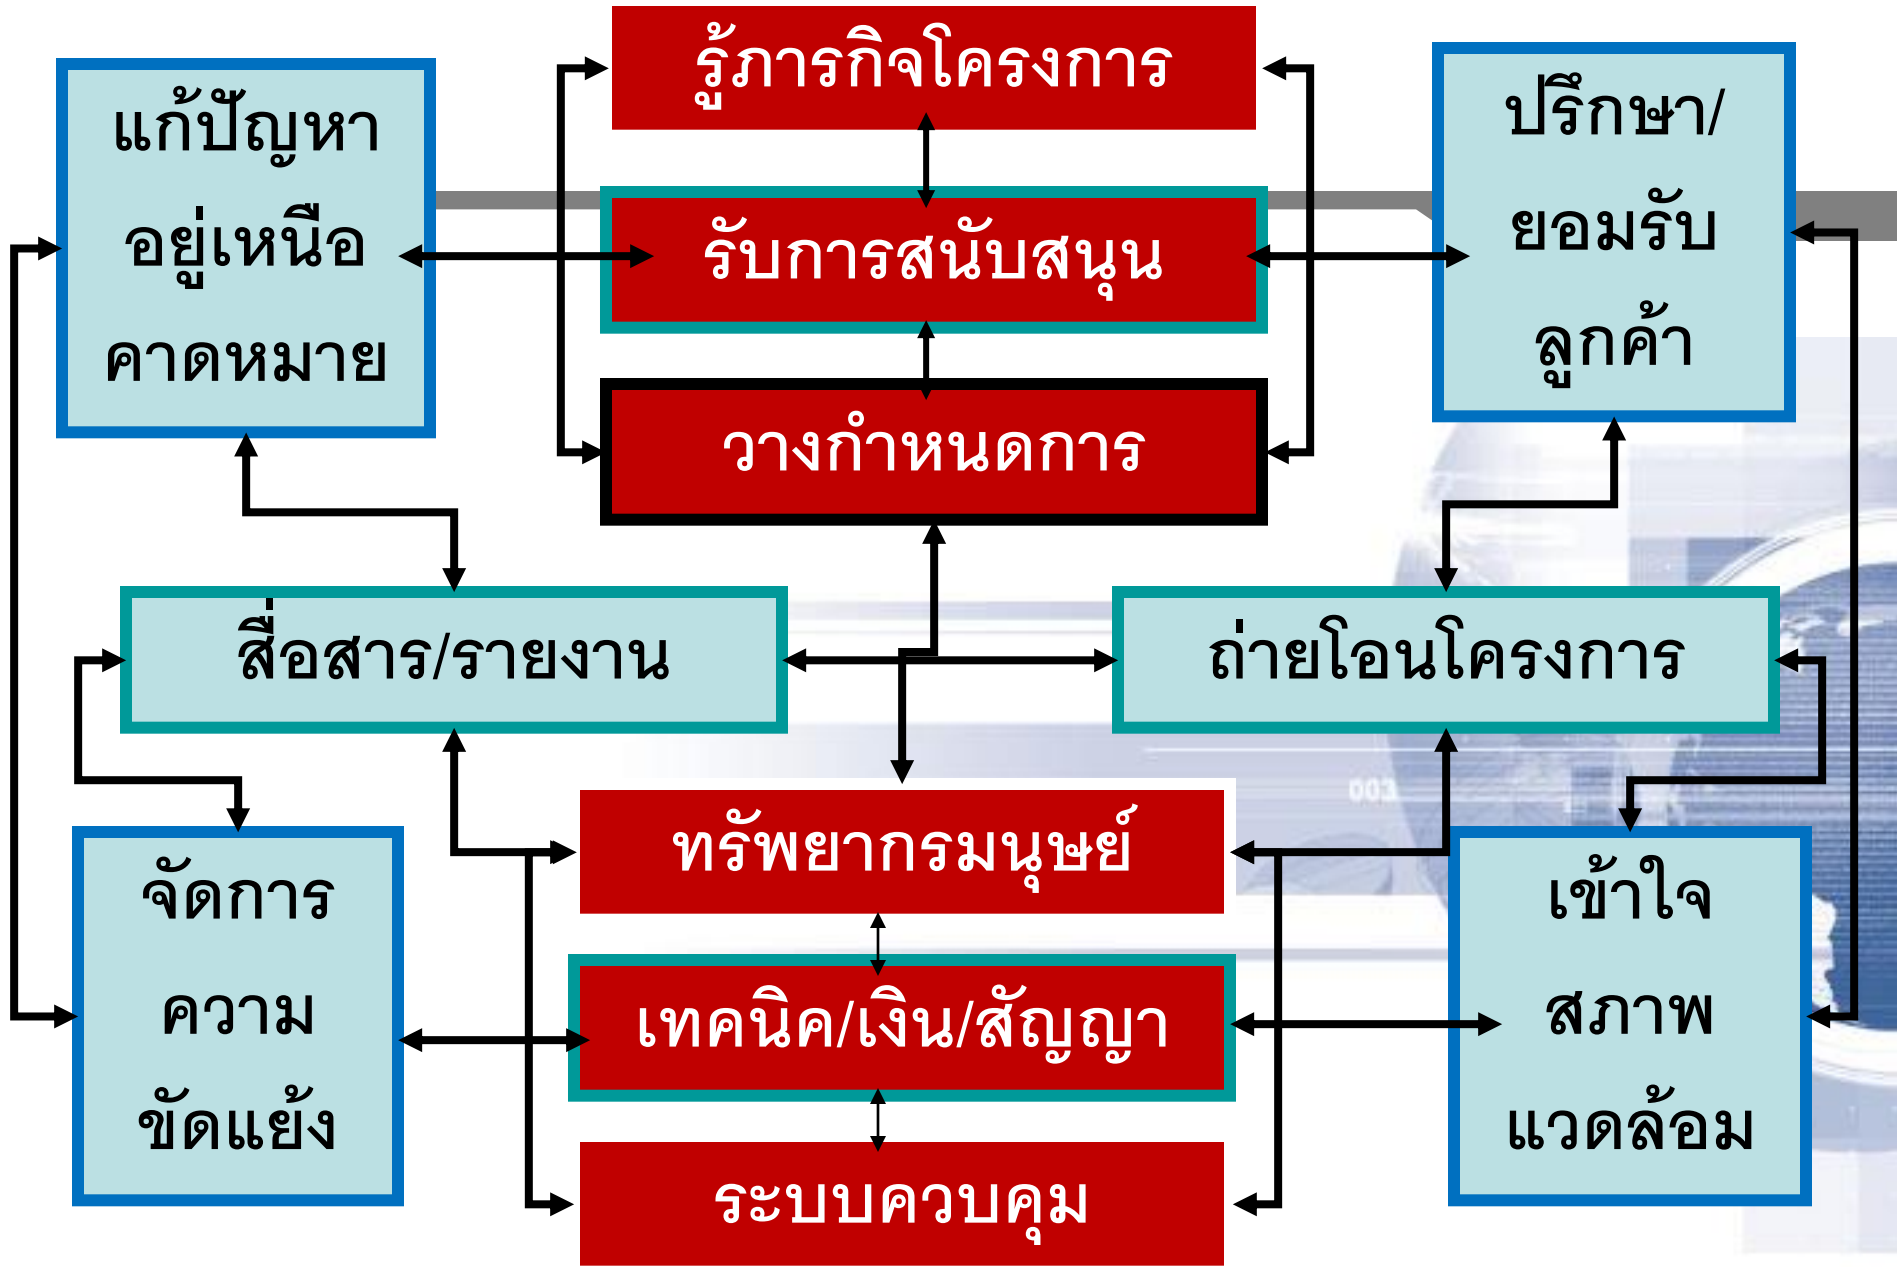 รู้ภารกิจโครงการ
แก้ปัญหา
อยู่เหนือ
คาดหมาย
รับการสนับสนุน
ปรึกษา/
ยอมรับ
ลูกค้า
วางกำหนดการ
สื่อสาร/รายงาน
ถ่ายโอนโครงการ
003
ทรัพยากรมนุษย์
จัดการ
ความ
ขัดแย้ง
เทคนิค/เงิน/สัญญา
เข้าใจ
สภาพ
แวดล้อม
ระบบควบคุม